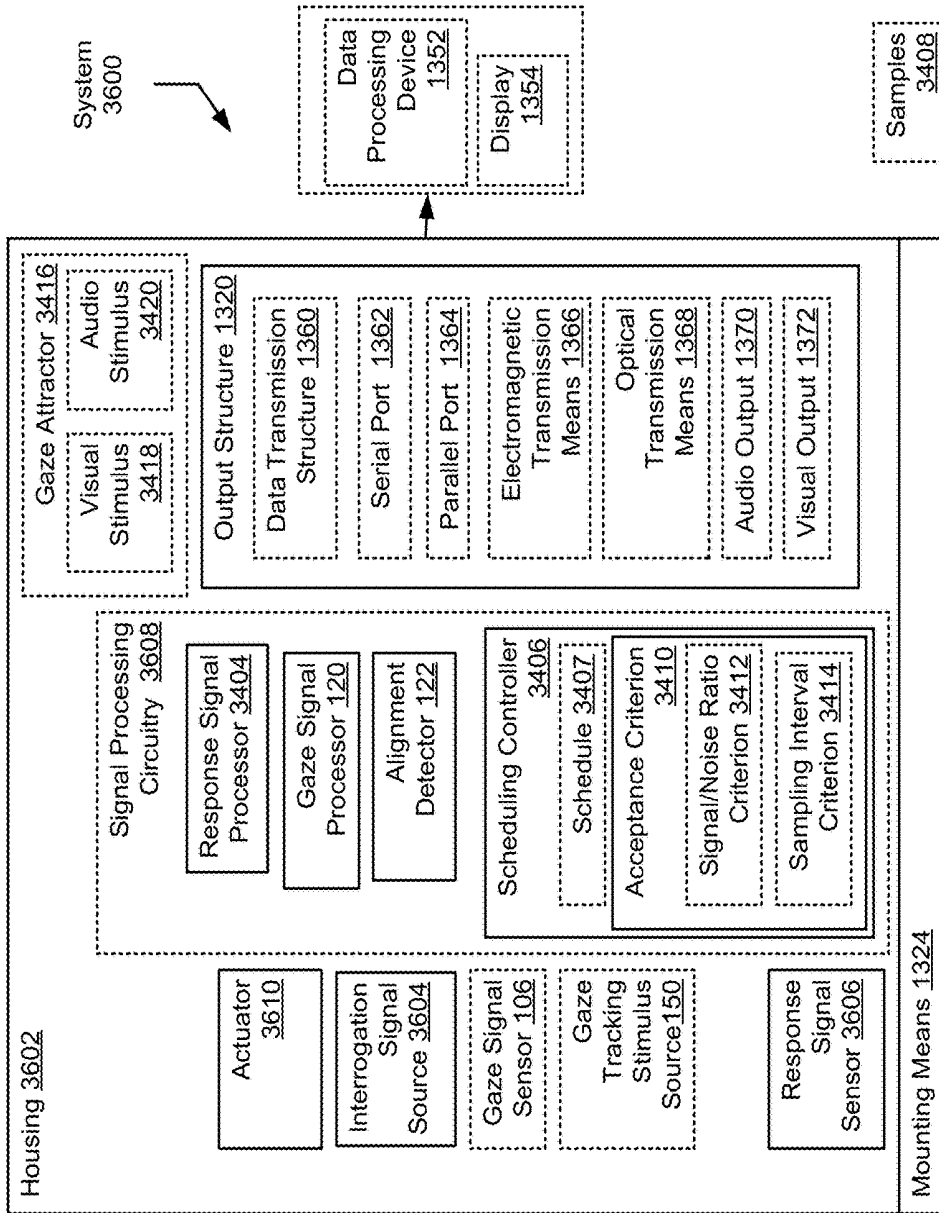 System
3600
Housing 3602
Actuator
3610
Interrogation
Signal
Source 3604
Gaze Signal
Sensor 106
Gaze
Tracking
Stimulus
Source150
Response
Signal
Sensor 3606
Signal Processing
Circuitry 3608
Response Signal
Processor 3404
Gaze Signal
Processor 120
Alignment
Detector 122
Scheduling Controller
3406
Schedule 3407
Acceptance Criterion
3410
Signal/Noise Ratio
Criterion 3412
Sampling Interval
Criterion 3414
Gaze Attractor 3416
Visual
Stimulus
3418
Audio
Stimulus
3420
Output Structure 1320
Data Transmission
Structure 1360
Serial Port 1362
Parallel Port 1364
Electromagnetic
Transmission
Means 1366
Optical
Transmission
Means 1368
Audio Output 1370
Visual Output 1372
Data
Processing
Device
1352
Display
1354
Mounting Means 1324
Samples
3408